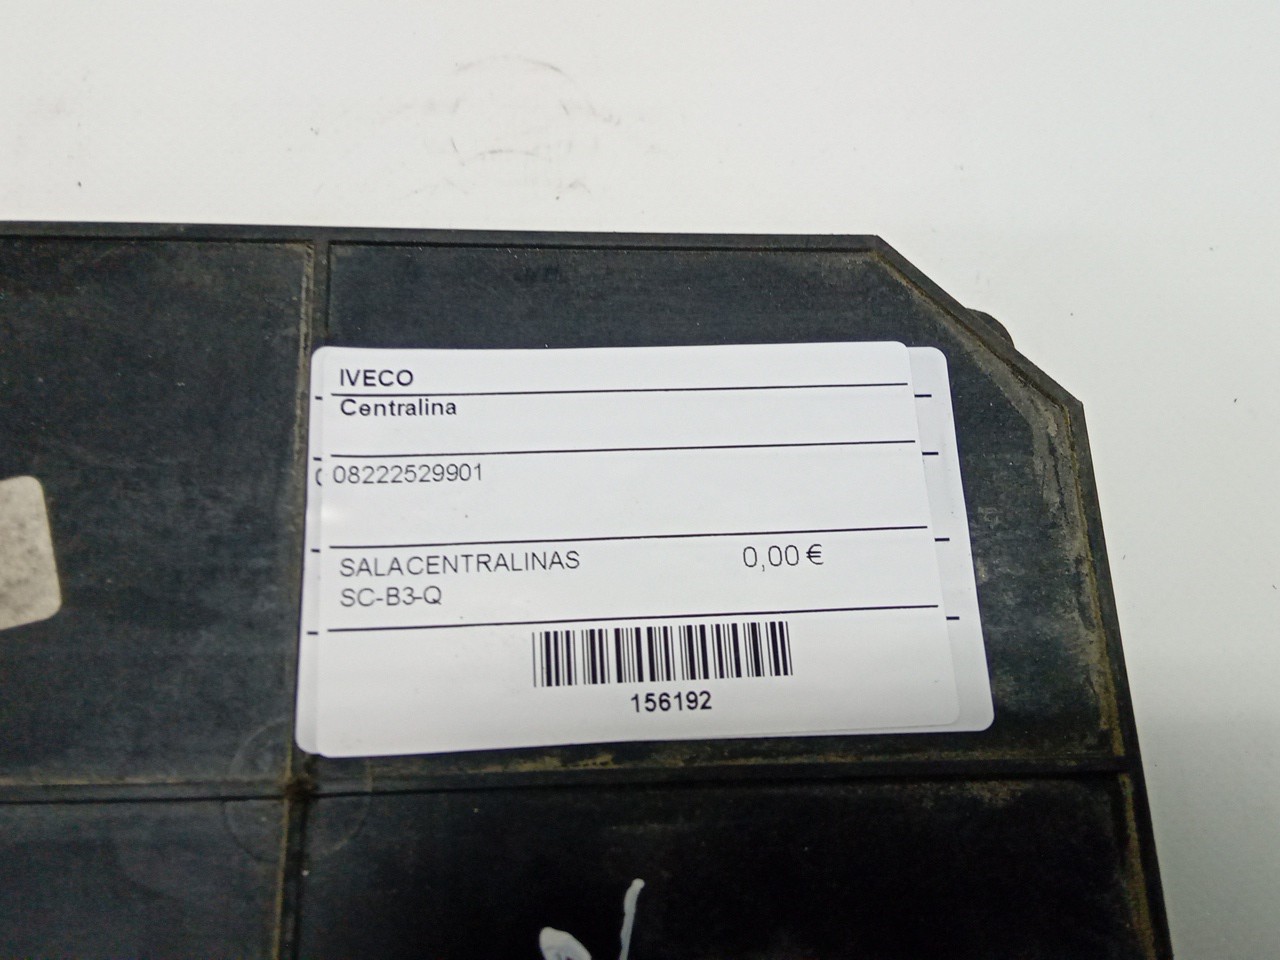 IVECO
Centralina
08222529901
SALACENTRALINAS 0,00 €
SC-B3-Q
156192